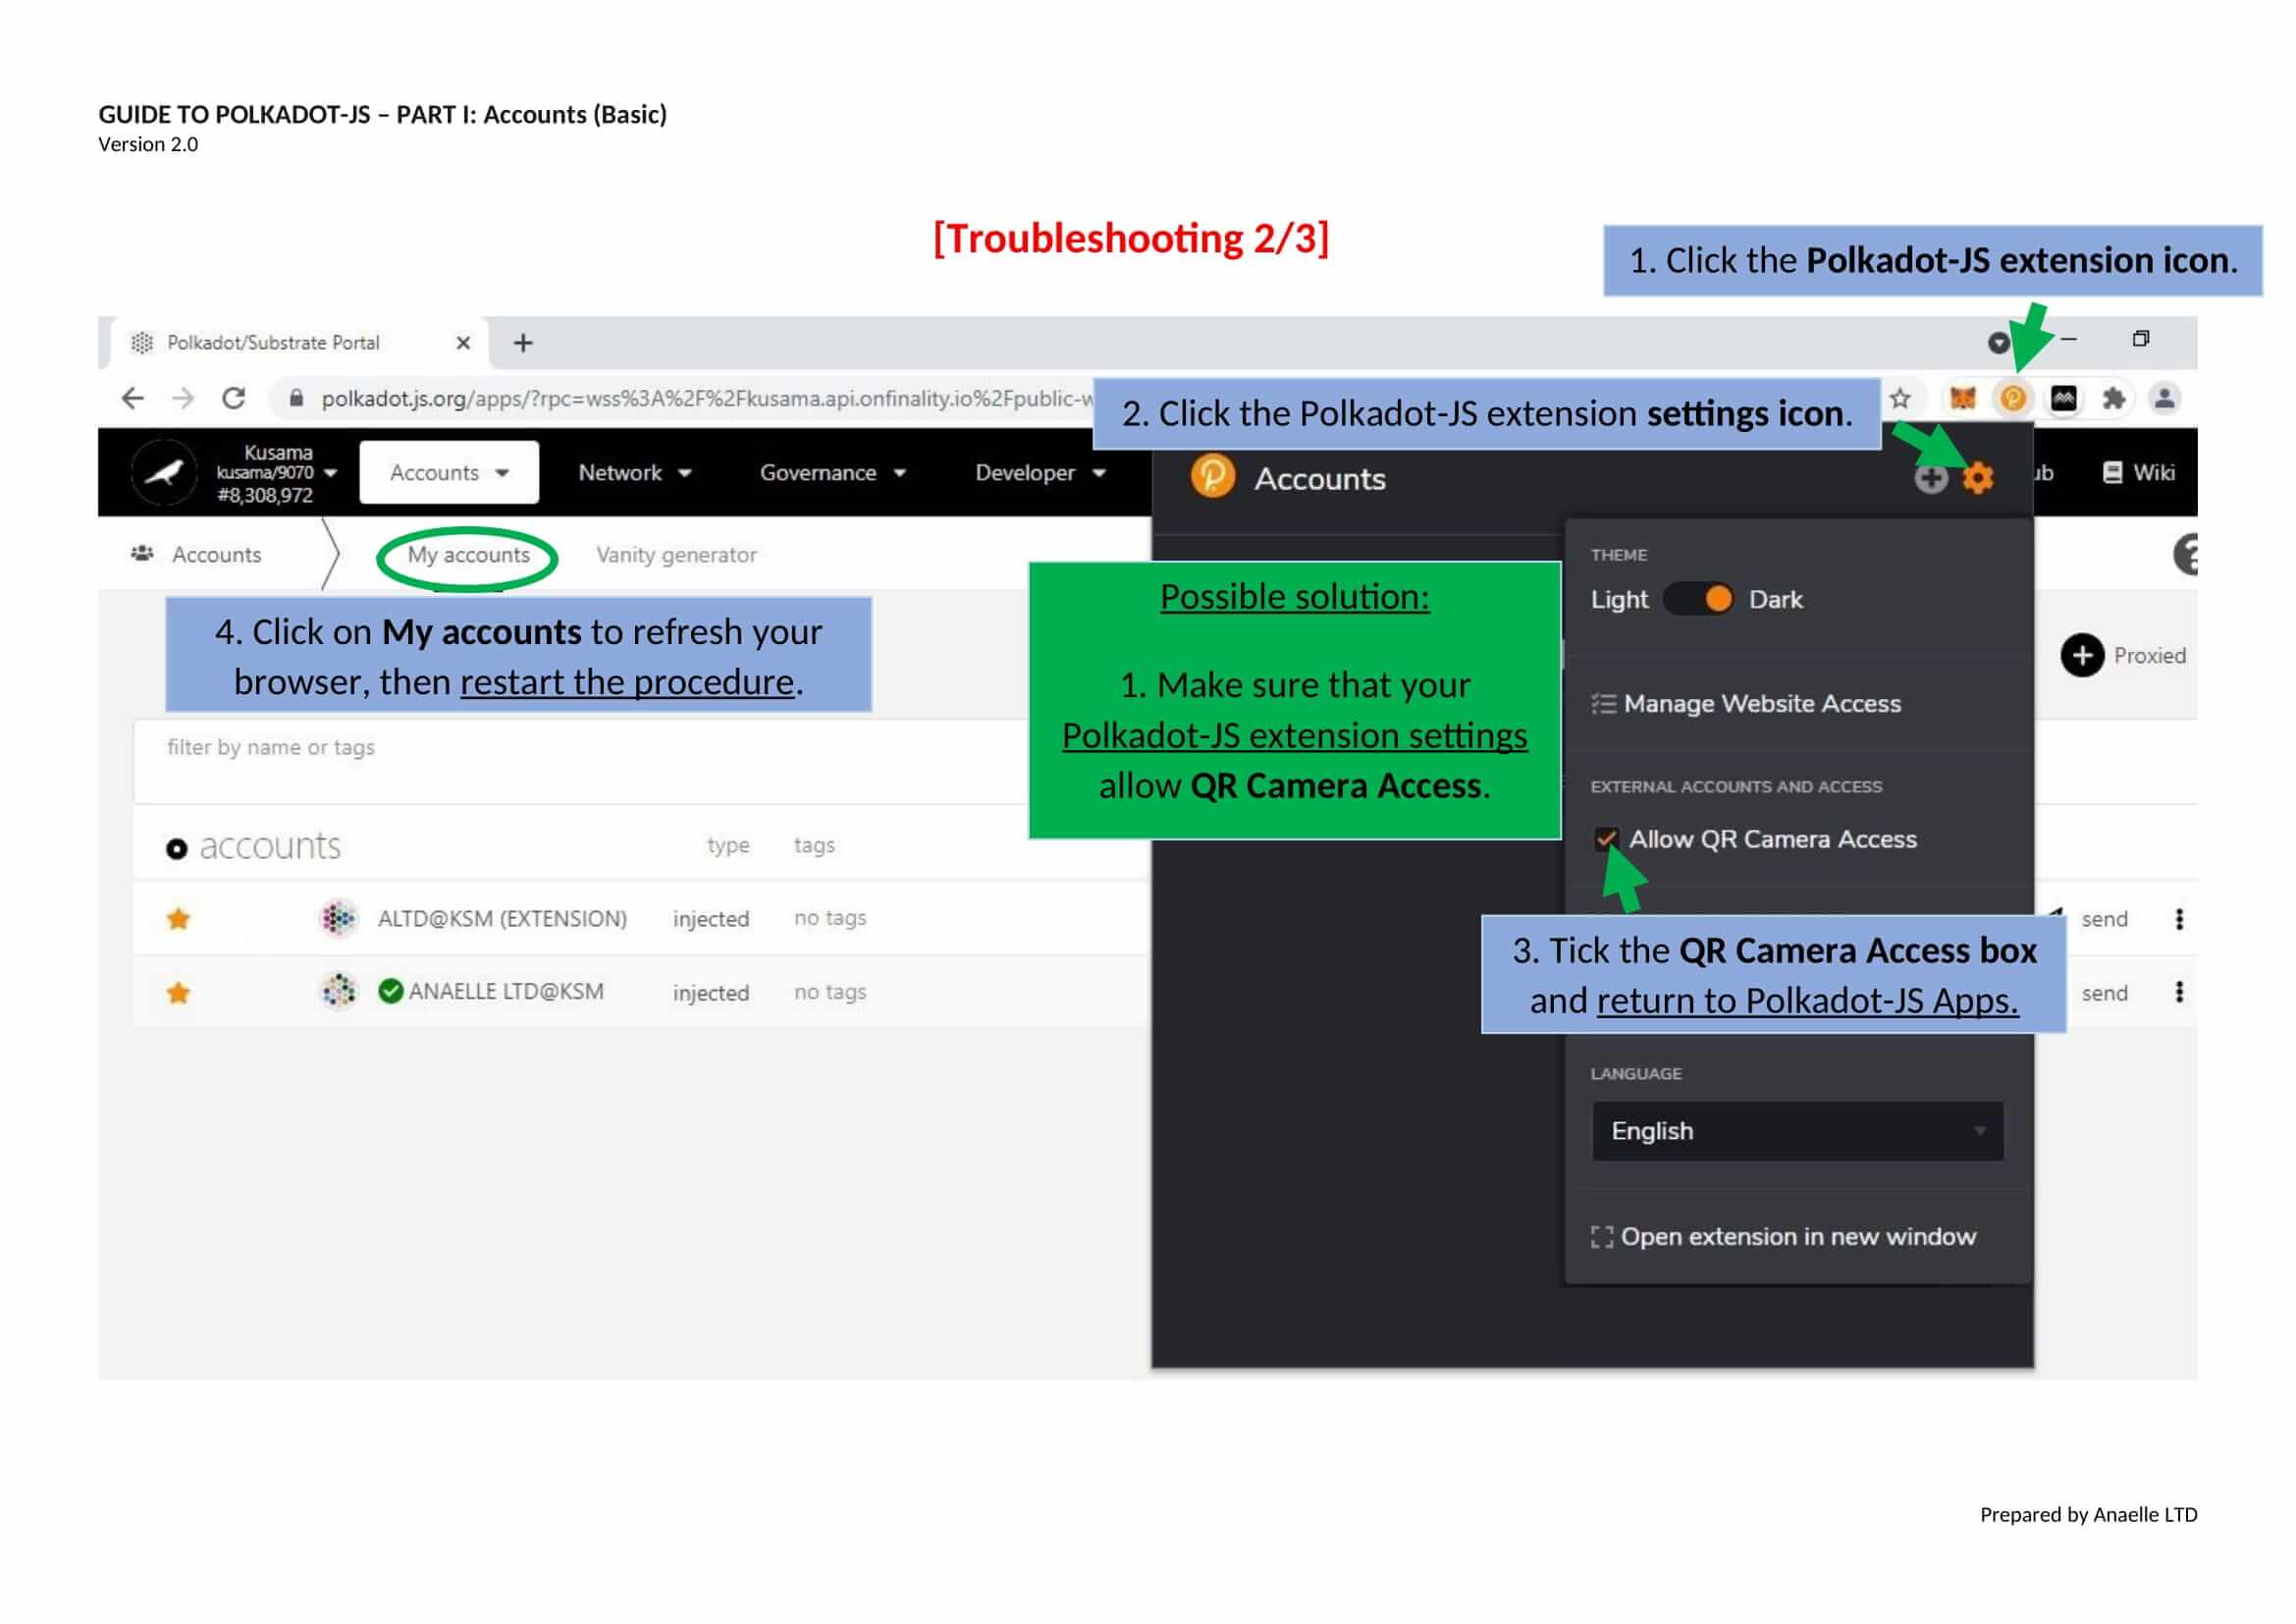 GUIDE TO POLKADOT-JS – PART I: Accounts (Basic)
Version 2.0
[Troubleshooting 2/3]
1. Click the Polkadot-JS extension icon.
Polkadot/Substrate Portal
polkadot.js.org/apps/?rpc=wss%3A%2F%2Fkusama.api.onfinality.io%2Fpublic-w
2. Click the Polkadot-JS extension settings icon.
Kusama
kusama/9070
#8,308,972
Accounts
Network
Governance
Developer
Accounts
Wiki
Accounts
My accounts
Vanity generator
4. Click on My accounts to refresh your
browser, then restart the procedure.
Possible solution:
1. Make sure that your
Polkadot-JS extension settings
allow QR Camera Access.
THEME
Light
Dark
Manage Website Access
EXTERNAL ACCOUNTS AND ACCESS
Allow QR Camera Access
3. Tick the QR Camera Access box
and return to Polkadot-JS Apps.
LANGUAGE
English
Open extension in new window
Proxied
filter by name or tags
accounts
type
tags
ALTD@KSM (EXTENSION)
injected
no tags
send
ANAELLE LTD@KSM
injected
no tags
send
Prepared by Anaelle LTD